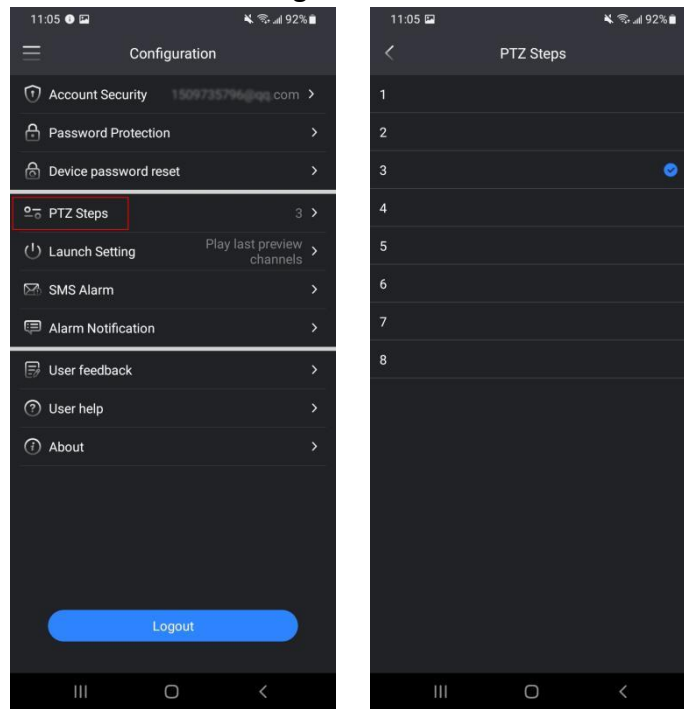 11:05 92%
Configuration
Account Security .com
Password Protection
Device password reset
PTZ Steps 3
Launch Setting Play last preview
channels
SMS Alarm
Alarm Notification
User feedback
User help
About
Logout
11:05 92%
PTZ Steps
1
2
3
4
5
6
7
8